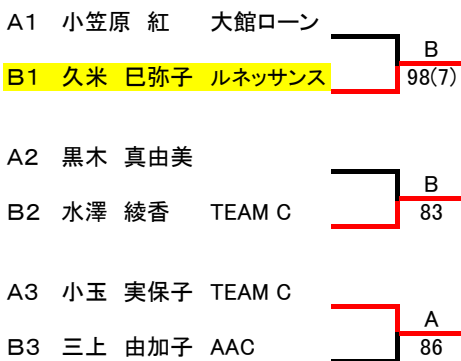 A1 小笠原 紅 大館ローン
B
B1 久米 巳弥子 ルネッサンス 98(7)
A2 黒木 真由美
B
B2 水澤 綾香 TEAM C 83
A3 小玉 実保子 TEAM C
A
B3 三上 由加子 AAC 86